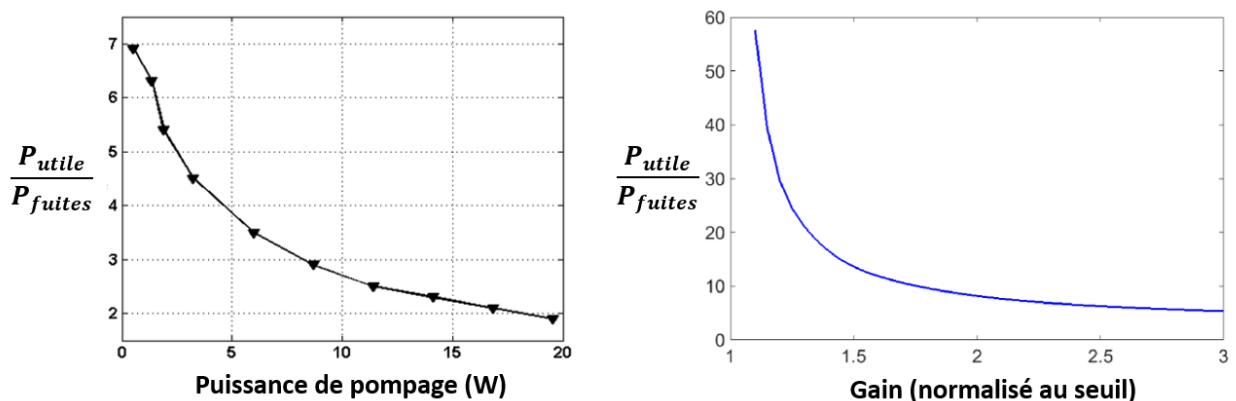 7
6
5
4
3
2
0 5 10 15 20
P_utile
P_fuites
Puissance de pompage (W)
60
50
40
30
20
10
0
1 1.5 2 2.5 3
P_utile
P_fuites
Gain (normalisé au seuil)